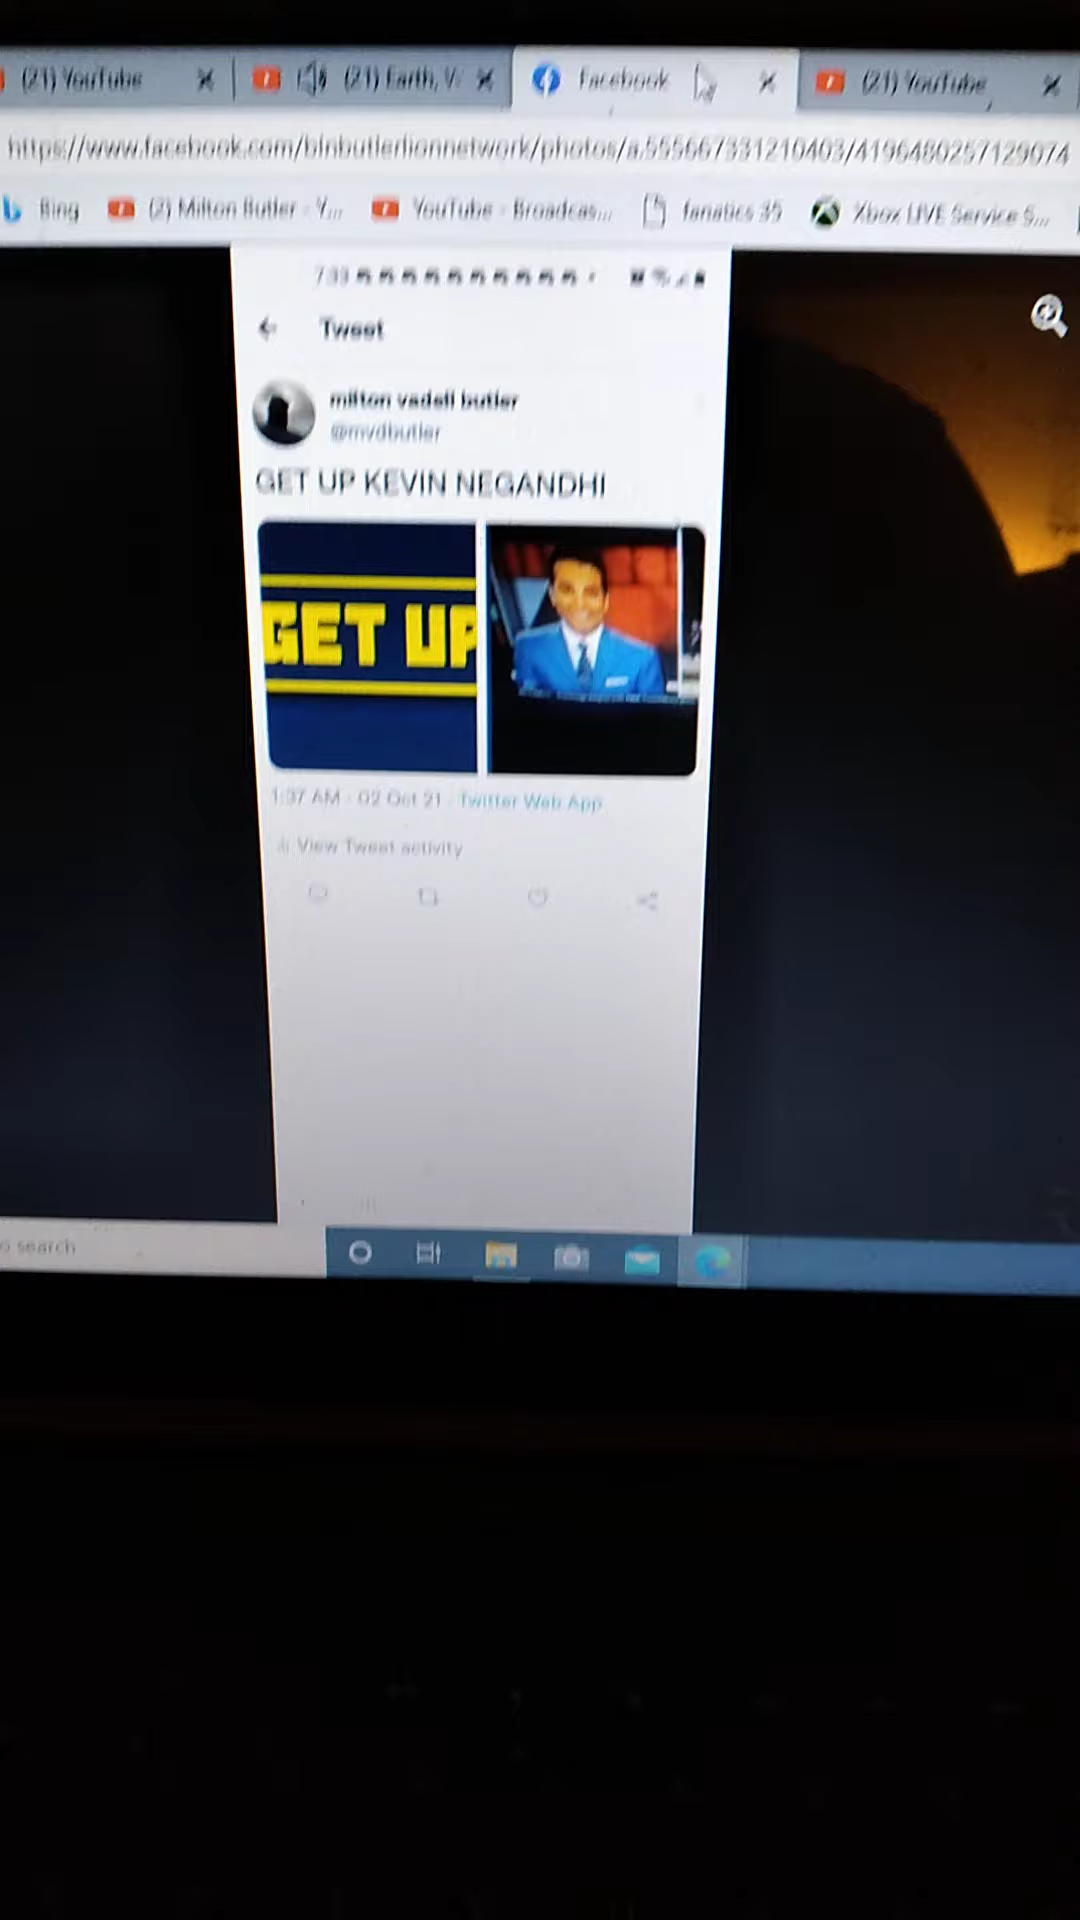 (21) YouTube (21) Earth, V Facebook (21) YouTube
https://www.facebook.com/blnbutlerlionnetwork/photos/a.555667331210403/4196480257129074
Bing (2) Milton Butler - Y... YouTube - Broadcas... fanatics 35 Xbox LIVE Service S...
7:33
Tweet
milton vadell butler
@mvdbutler
GET UP KEVIN NEGANDHI
GET UP
1:37 AM · 02 Oct 21 · Twitter Web App
View Tweet activity
o search